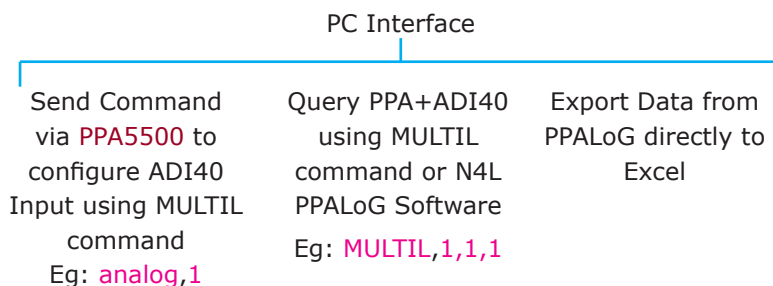 PC Interface
Send Command
via PPA5500 to
configure ADI40
Input using MULTIL
command
Eg: analog,1
Query PPA+ADI40
using MULTIL
command or N4L
PPALoG Software
Eg: MULTIL,1,1,1
Export Data from
PPALoG directly to
Excel